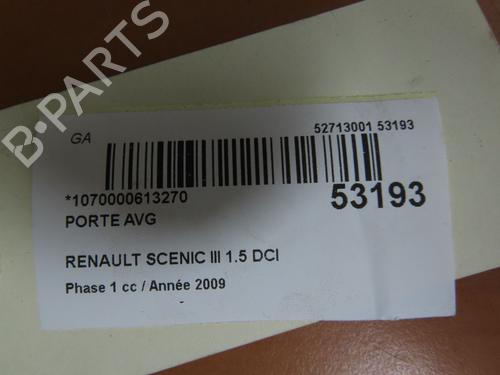 GA
52713001 53193
*1070000613270
53193
PORTE AVG
RENAULT SCENIC III 1.5 DCI
Phase 1 cc / Année 2009
-
B-PARTS